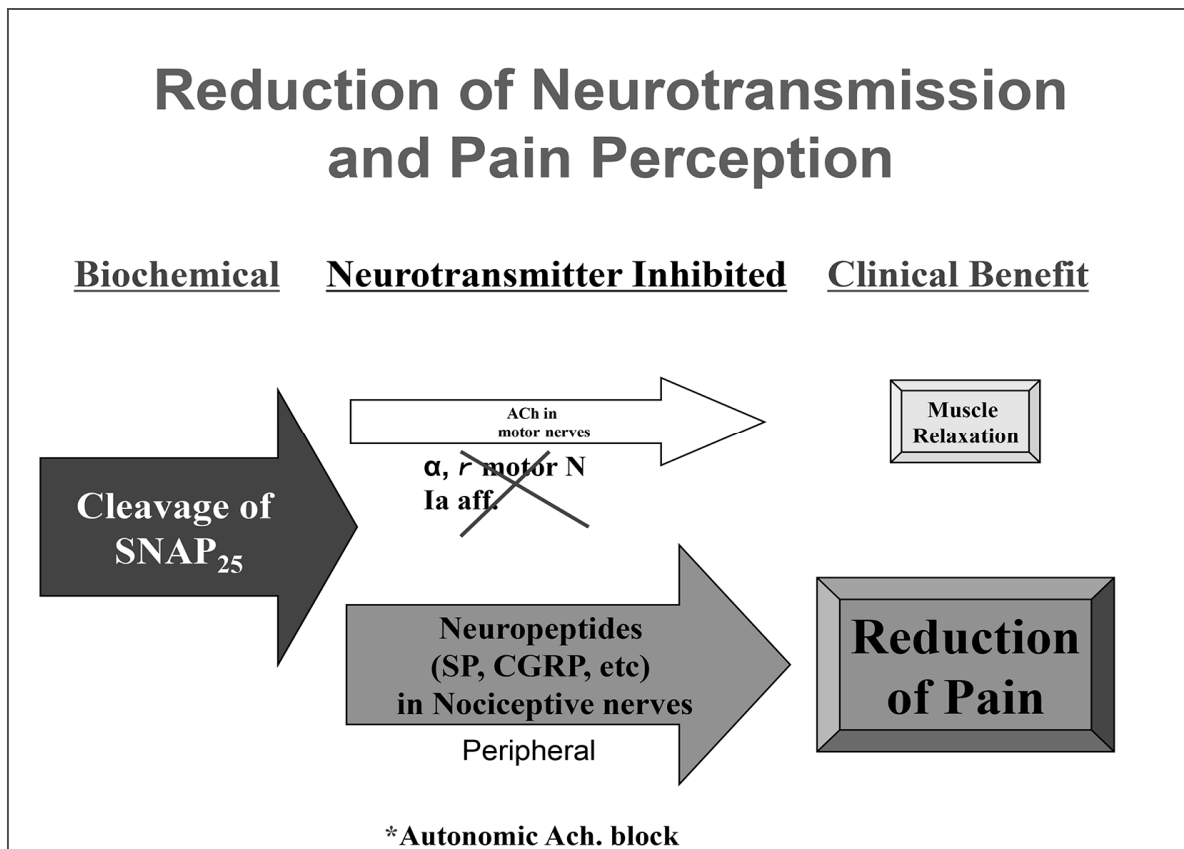 Reduction of Neurotransmission
and Pain Perception
Biochemical
Neurotransmitter Inhibited
Clinical Benefit
Cleavage of
SNAP₂₅
ACh in
motor nerves
α, r motor N
Ia aff.
Muscle
Relaxation
Neuropeptides
(SP, CGRP, etc)
in Nociceptive nerves
Peripheral
Reduction
of Pain
*Autonomic Ach. block